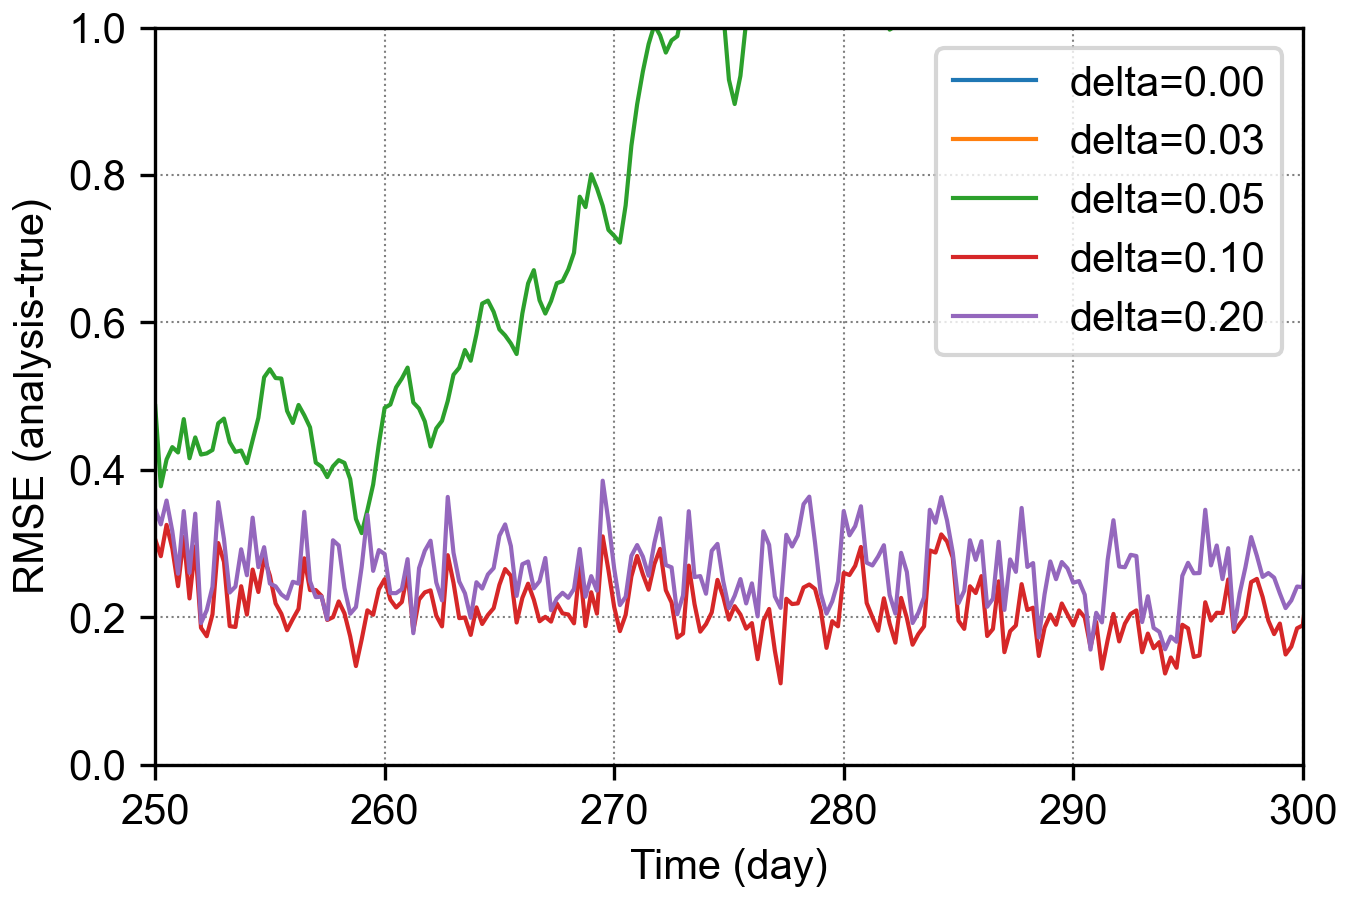 1.0
0.8
0.6
0.4
0.2
0.0
RMSE (analysis-true)
delta=0.00
delta=0.03
delta=0.05
delta=0.10
delta=0.20
250 260 270 280 290 300
Time (day)